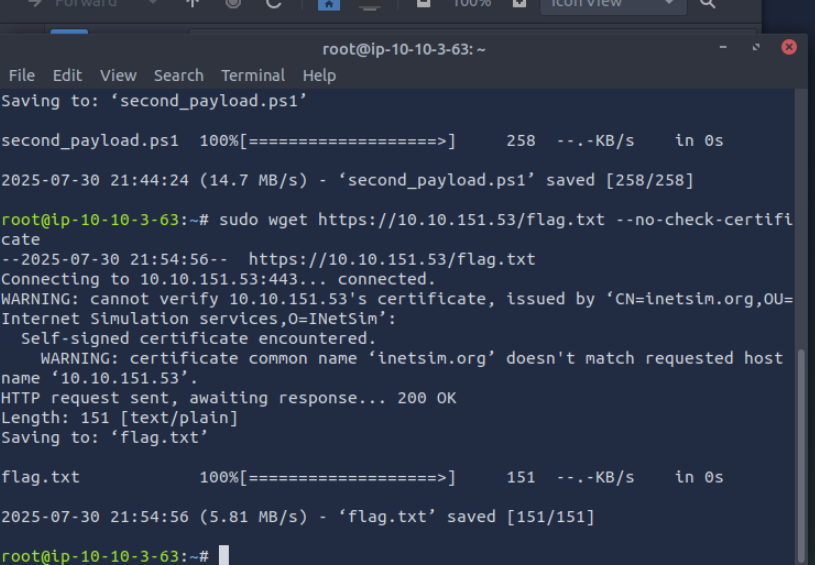 Forward
100%
Icon View
root@ip-10-10-3-63: ~
File Edit View Search Terminal Help
Saving to: ‘second_payload.ps1’
second_payload.ps1 100%[===================>] 258 --.-KB/s in 0s
2025-07-30 21:44:24 (14.7 MB/s) - ‘second_payload.ps1’ saved [258/258]
root@ip-10-10-3-63:~# sudo wget https://10.10.151.53/flag.txt --no-check-certifi
cate
--2025-07-30 21:54:56-- https://10.10.151.53/flag.txt
Connecting to 10.10.151.53:443... connected.
WARNING: cannot verify 10.10.151.53's certificate, issued by ‘CN=inetsim.org,OU=
Internet Simulation services,O=INetSim’:
Self-signed certificate encountered.
WARNING: certificate common name ‘inetsim.org’ doesn't match requested host
name ‘10.10.151.53’.
HTTP request sent, awaiting response... 200 OK
Length: 151 [text/plain]
Saving to: ‘flag.txt’
flag.txt 100%[===================>] 151 --.-KB/s in 0s
2025-07-30 21:54:56 (5.81 MB/s) - ‘flag.txt’ saved [151/151]
root@ip-10-10-3-63:~#